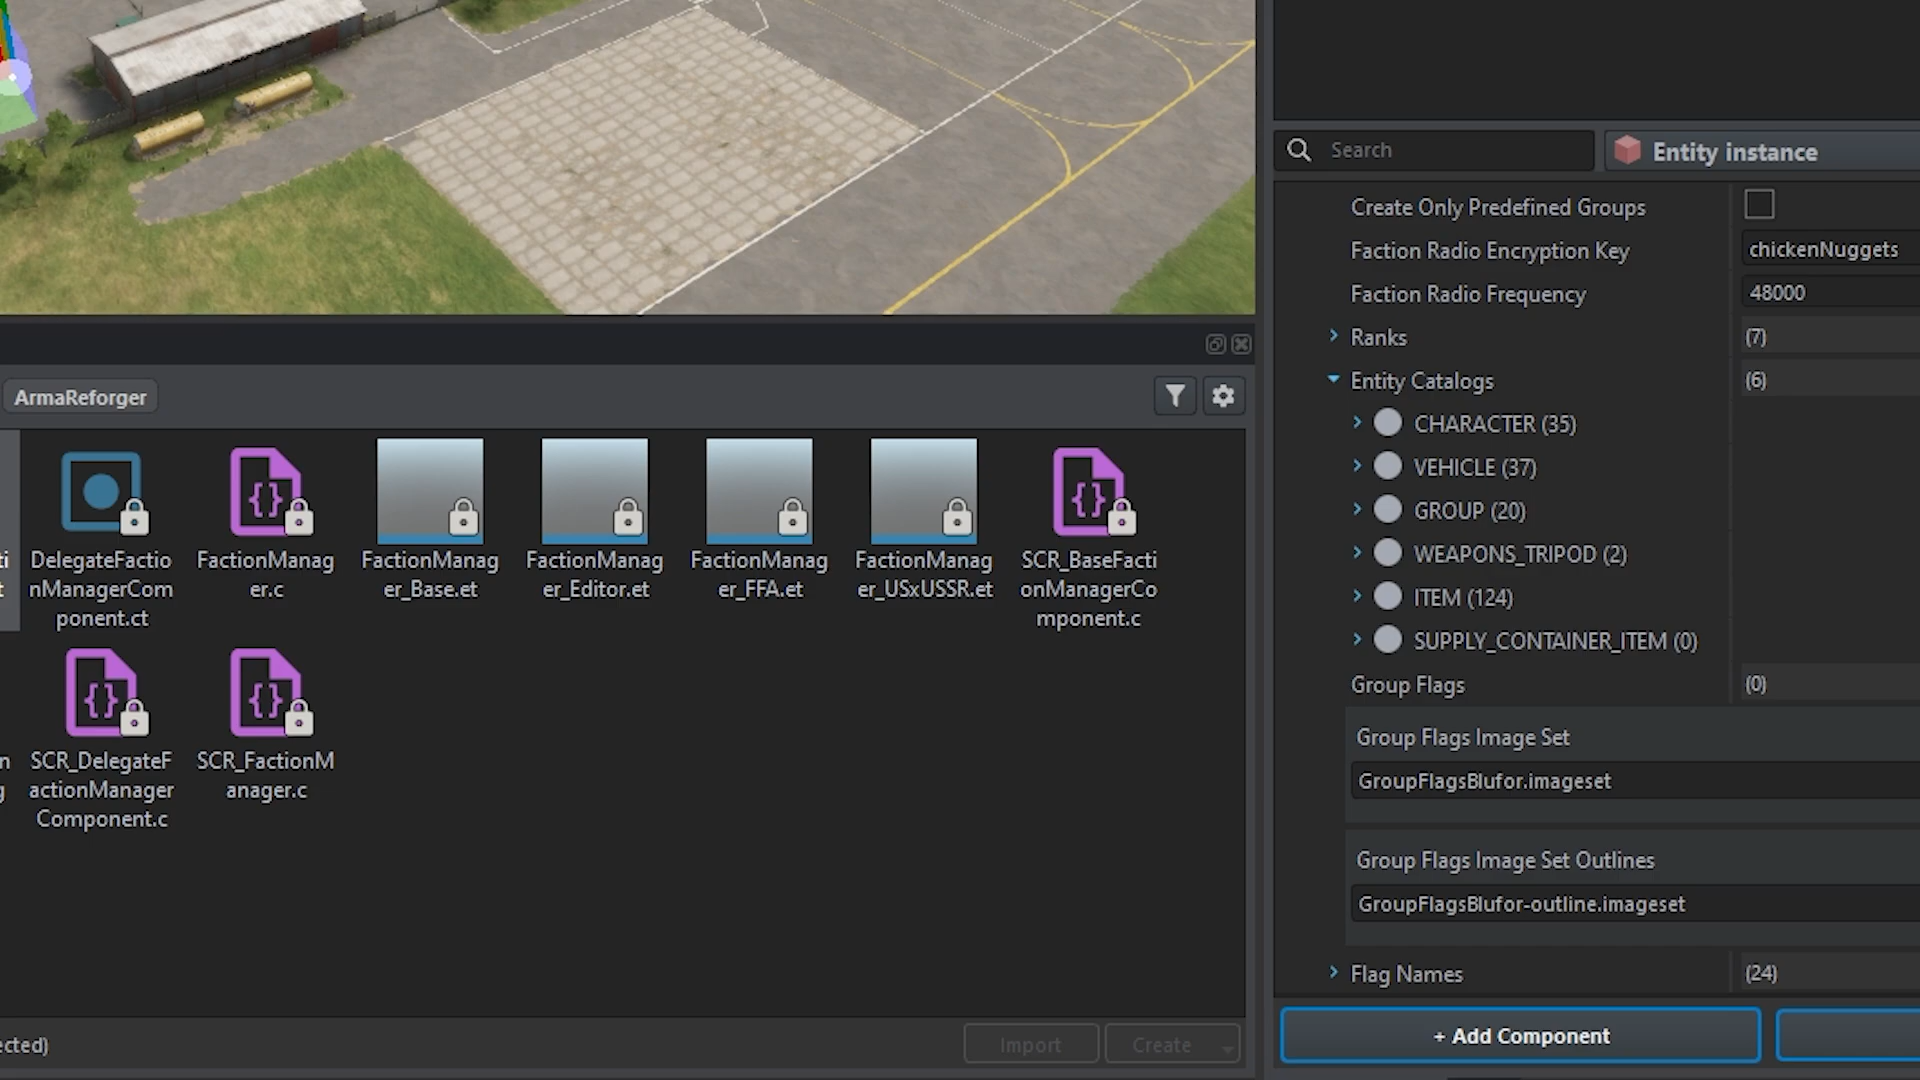 Search
Entity instance
Create Only Predefined Groups
Faction Radio Encryption Key
chickenNuggets
Faction Radio Frequency
48000
Ranks
(7)
Entity Catalogs
(6)
CHARACTER (35)
VEHICLE (37)
GROUP (20)
WEAPONS_TRIPOD (2)
ITEM (124)
SUPPLY_CONTAINER_ITEM (0)
Group Flags
(0)
Group Flags Image Set
GroupFlagsBlufor.imageset
Group Flags Image Set Outlines
GroupFlagsBlufor-outline.imageset
Flag Names
(24)
+ Add Component
ArmaReforger
DelegateFactio
nManagerCom
ponent.ct
FactionManag
er.c
FactionManag
er_Base.et
FactionManag
er_Editor.et
FactionManag
er_FFA.et
FactionManag
er_USxUSSR.et
SCR_BaseFacti
onManagerCo
mponent.c
SCR_DelegateF
actionManager
Component.c
SCR_FactionM
anager.c
ected)
Import
Create